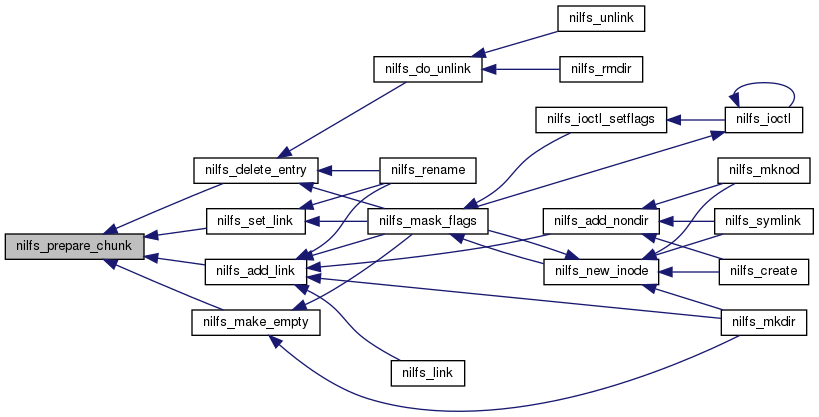 nilfs_unlink
nilfs_do_unlink
nilfs_rmdir
nilfs_ioctl_setflags
nilfs_ioctl
nilfs_delete_entry
nilfs_rename
nilfs_mknod
nilfs_set_link
nilfs_mask_flags
nilfs_add_nondir
nilfs_symlink
nilfs_prepare_chunk
nilfs_add_link
nilfs_new_inode
nilfs_create
nilfs_make_empty
nilfs_mkdir
nilfs_link